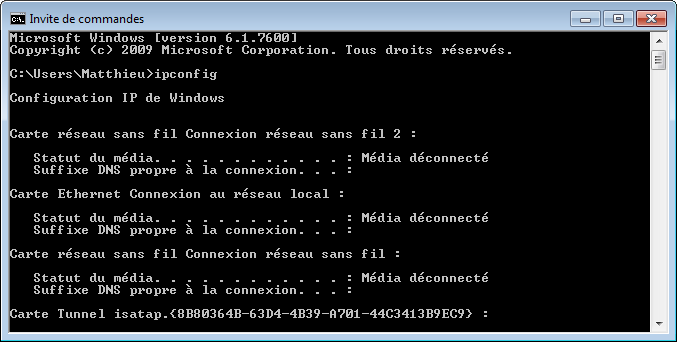 Invite de commandes
Microsoft Windows [version 6.1.7600]
Copyright (c) 2009 Microsoft Corporation. Tous droits réservés.
C:\Users\Matthieu>ipconfig
Configuration IP de Windows
Carte réseau sans fil Connexion réseau sans fil 2 :
Statut du média. . . . . . . . . . . . : Média déconnecté
Suffixe DNS propre à la connexion. . . :
Carte Ethernet Connexion au réseau local :
Statut du média. . . . . . . . . . . . : Média déconnecté
Suffixe DNS propre à la connexion. . . :
Carte réseau sans fil Connexion réseau sans fil :
Statut du média. . . . . . . . . . . . : Média déconnecté
Suffixe DNS propre à la connexion. . . :
Carte Tunnel isatap.{8B80364B-63D4-4B39-A701-44C3413B9EC9} :